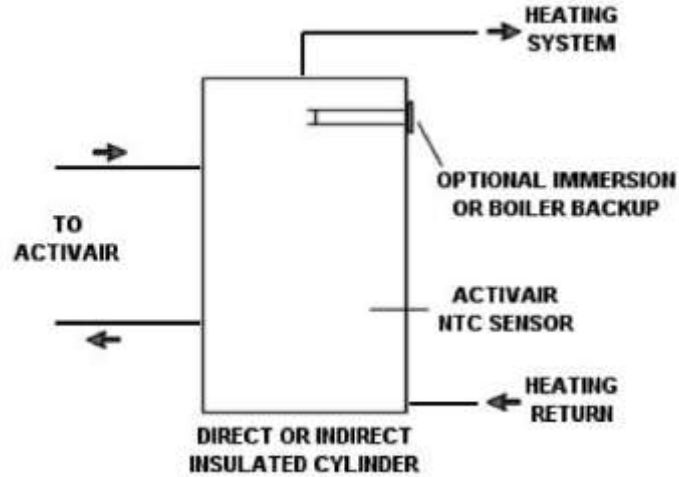 HEATING
SYSTEM
OPTIONAL IMMERSION
OR BOILER BACKUP
TO
ACTIVAIR
ACTIVAIR
NTC SENSOR
HEATING
RETURN
DIRECT OR INDIRECT
INSULATED CYLINDER